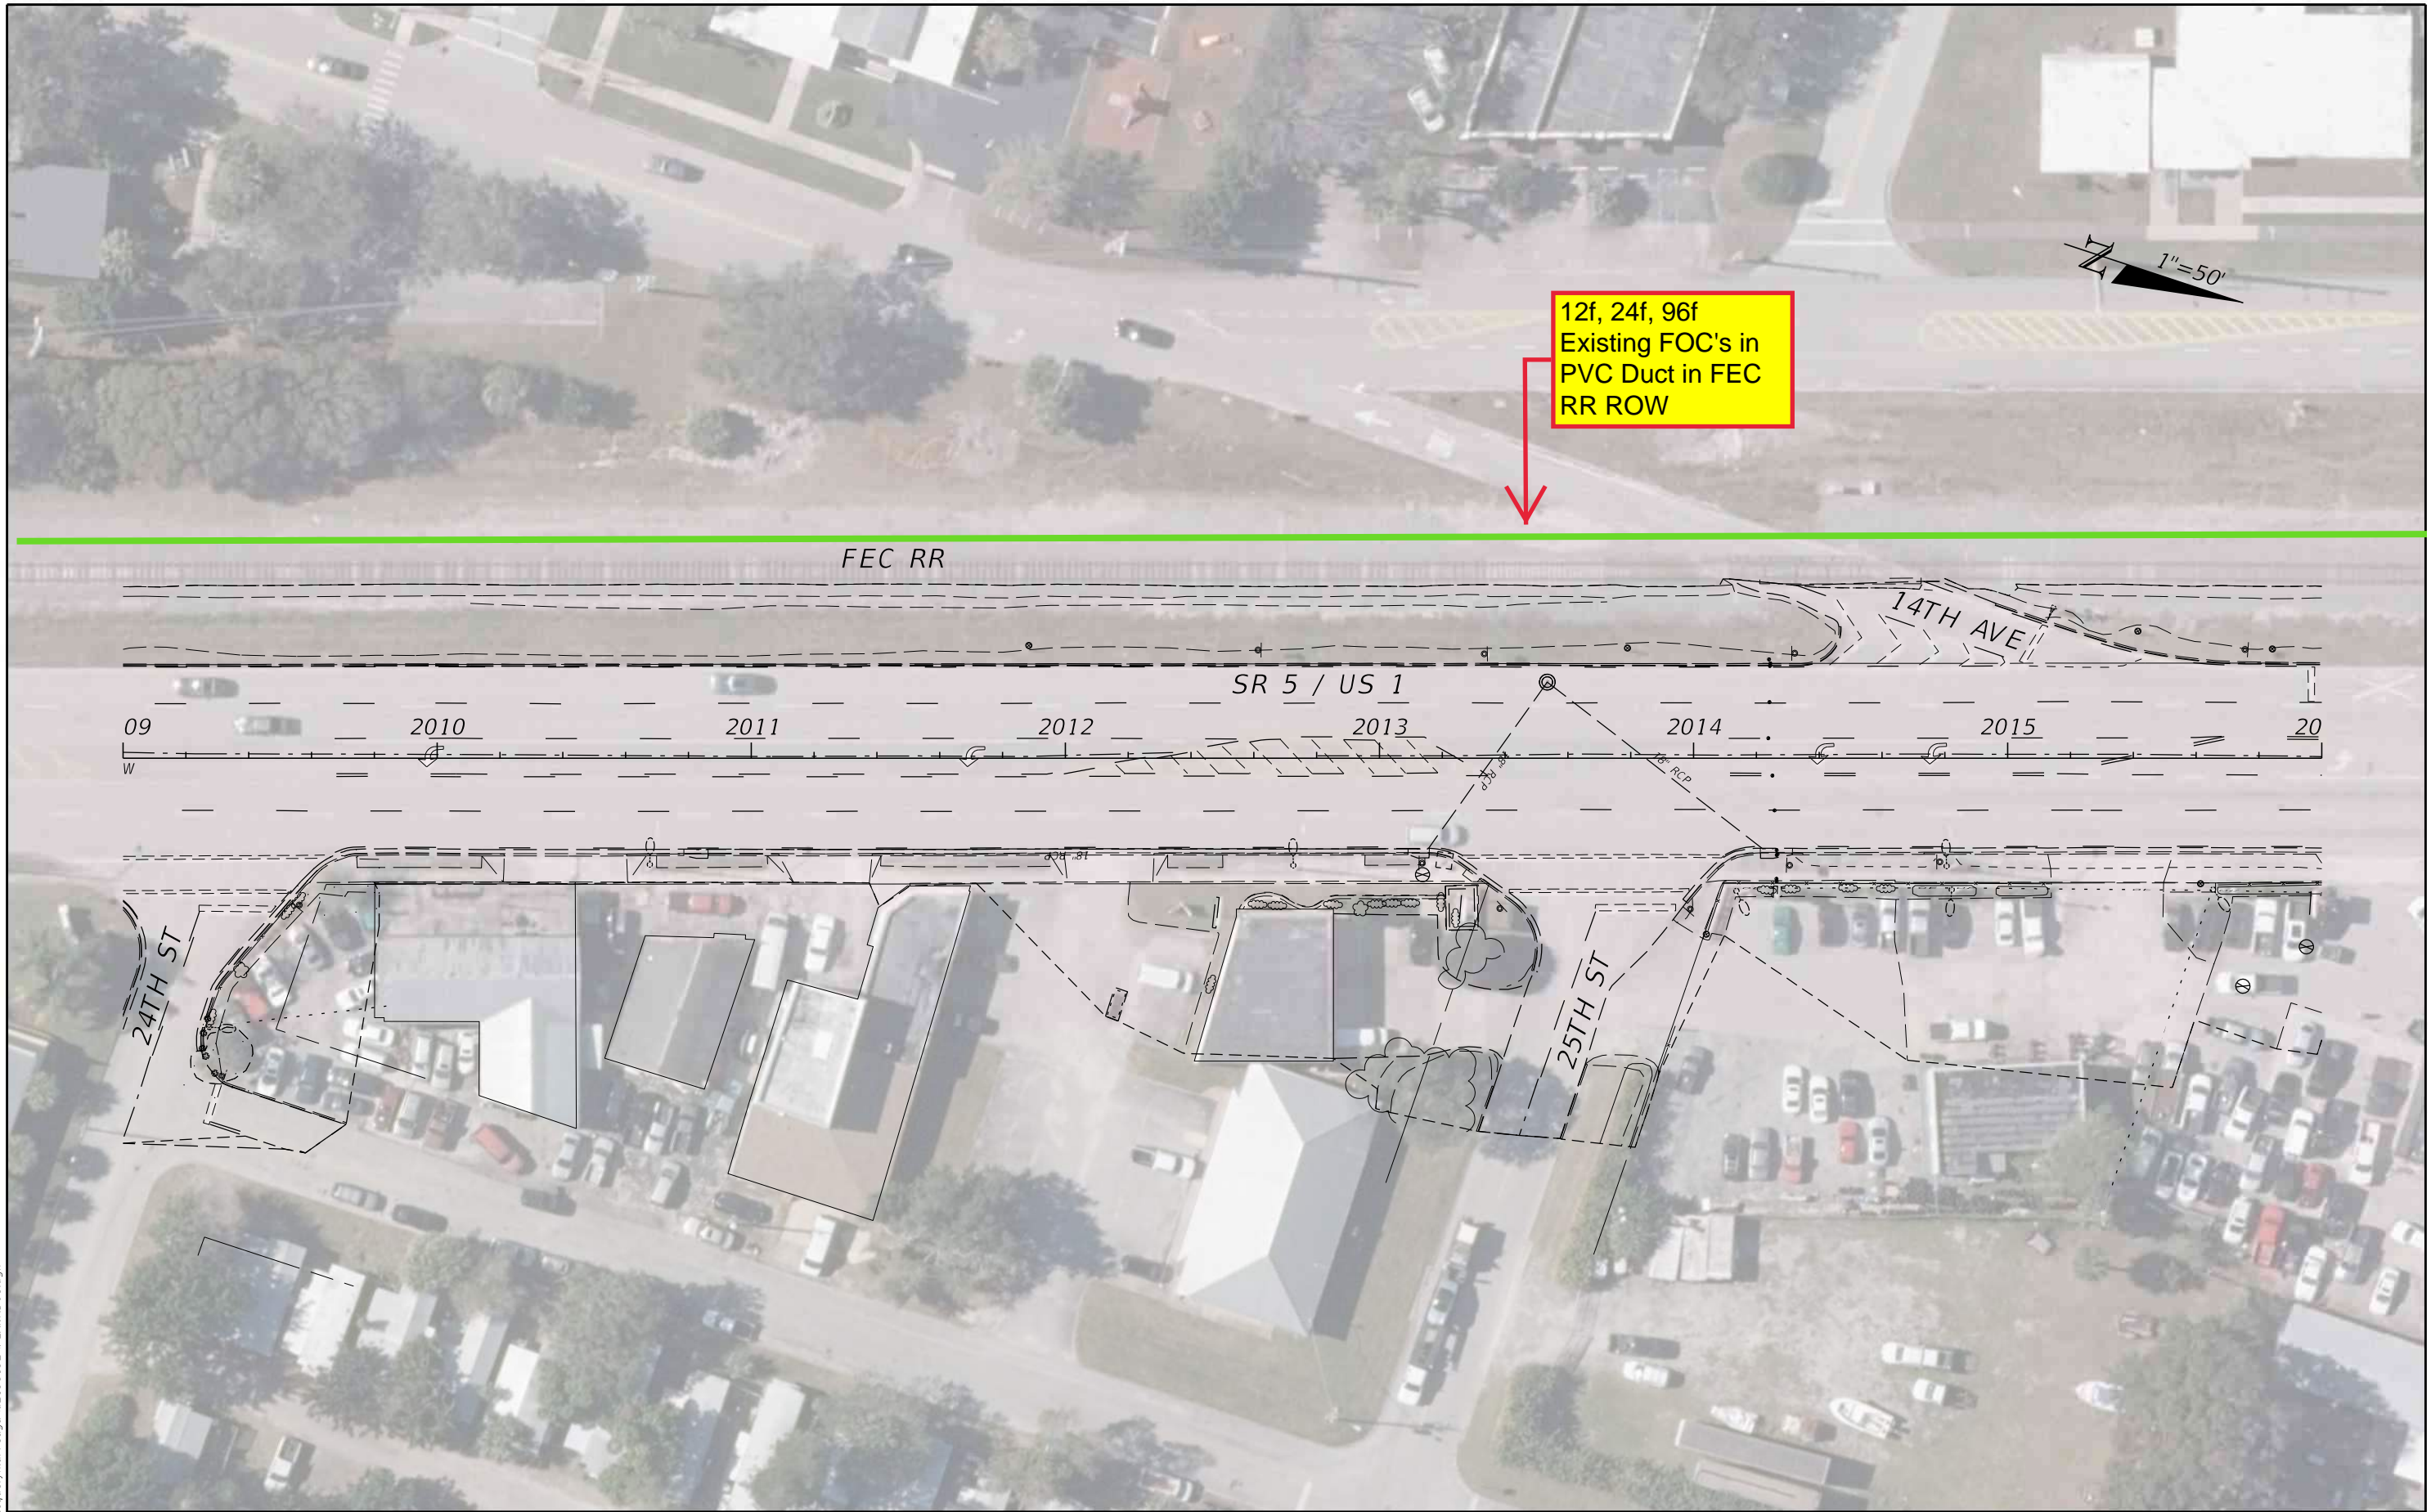 N
1"=50'
12f, 24f, 96f
Existing FOC's in
PVC Duct in FEC
RR ROW
FEC RR
14TH AVE
SR 5 / US 1
09
2010
2011
2012
2013
2014
2015
20
W
18" RCP
18" RCP
18" RCP
24TH ST
25TH ST